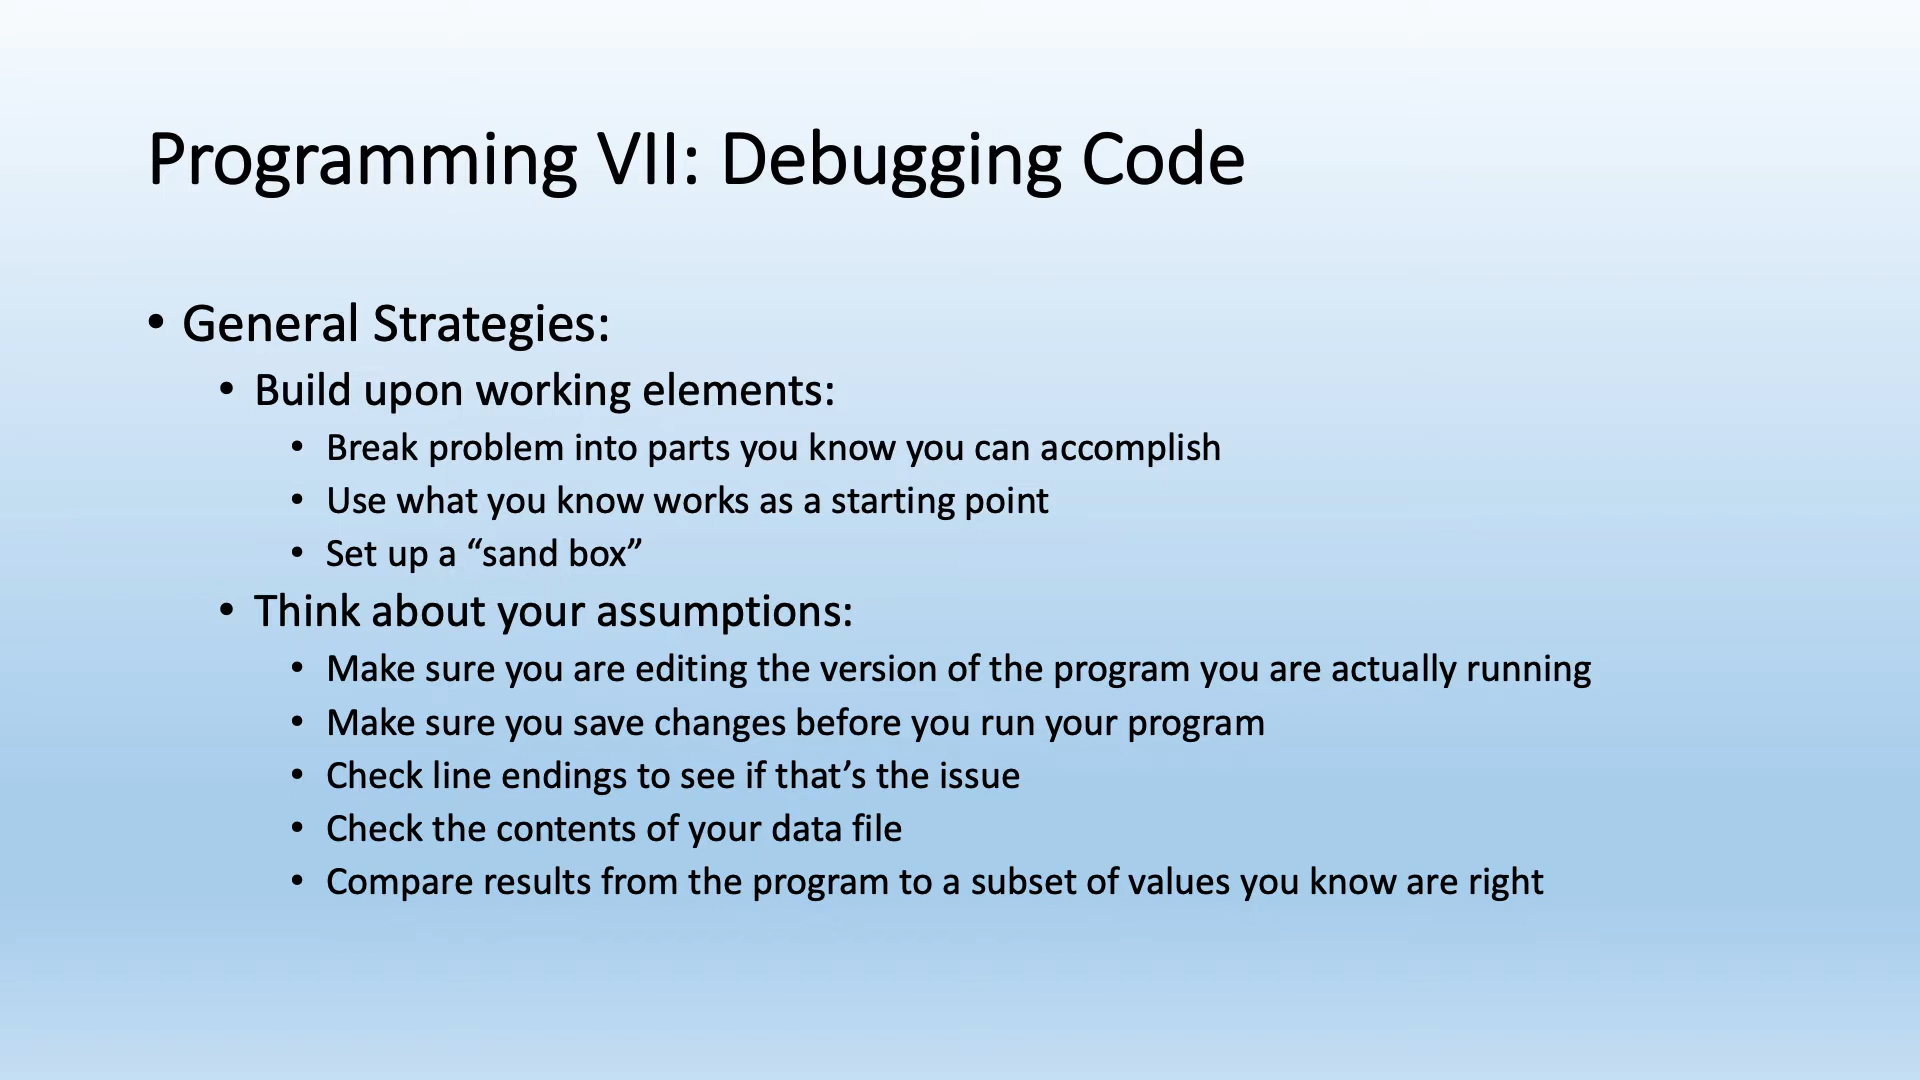 Programming VII: Debugging Code
• General Strategies:
• Build upon working elements:
• Break problem into parts you know you can accomplish
• Use what you know works as a starting point
• Set up a “sand box”
• Think about your assumptions:
• Make sure you are editing the version of the program you are actually running
• Make sure you save changes before you run your program
• Check line endings to see if that’s the issue
• Check the contents of your data file
• Compare results from the program to a subset of values you know are right